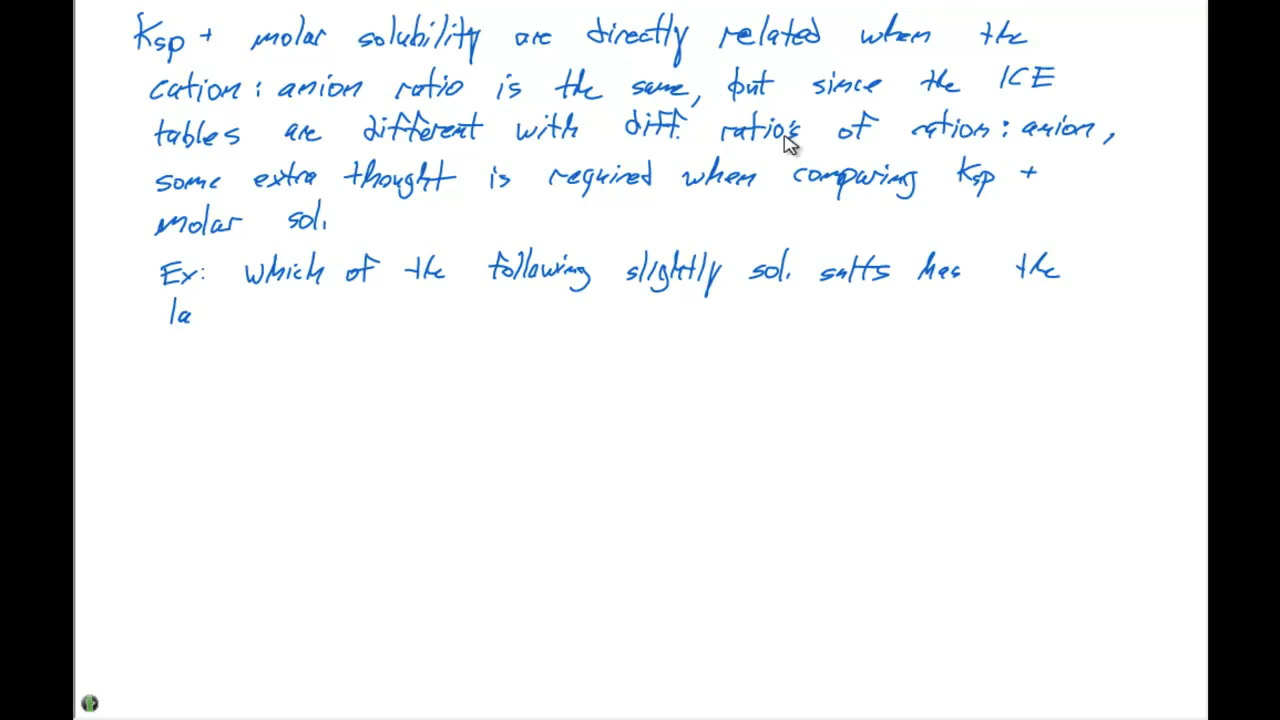 Ksp + molar solubility are directly related when the
cation : anion ratio is the same, but since the ICE
tables are different with diff. ratio's of cation : anion,
some extra thought is required when comparing Ksp +
molar sol.
Ex: which of the following slightly sol. salts has the
la